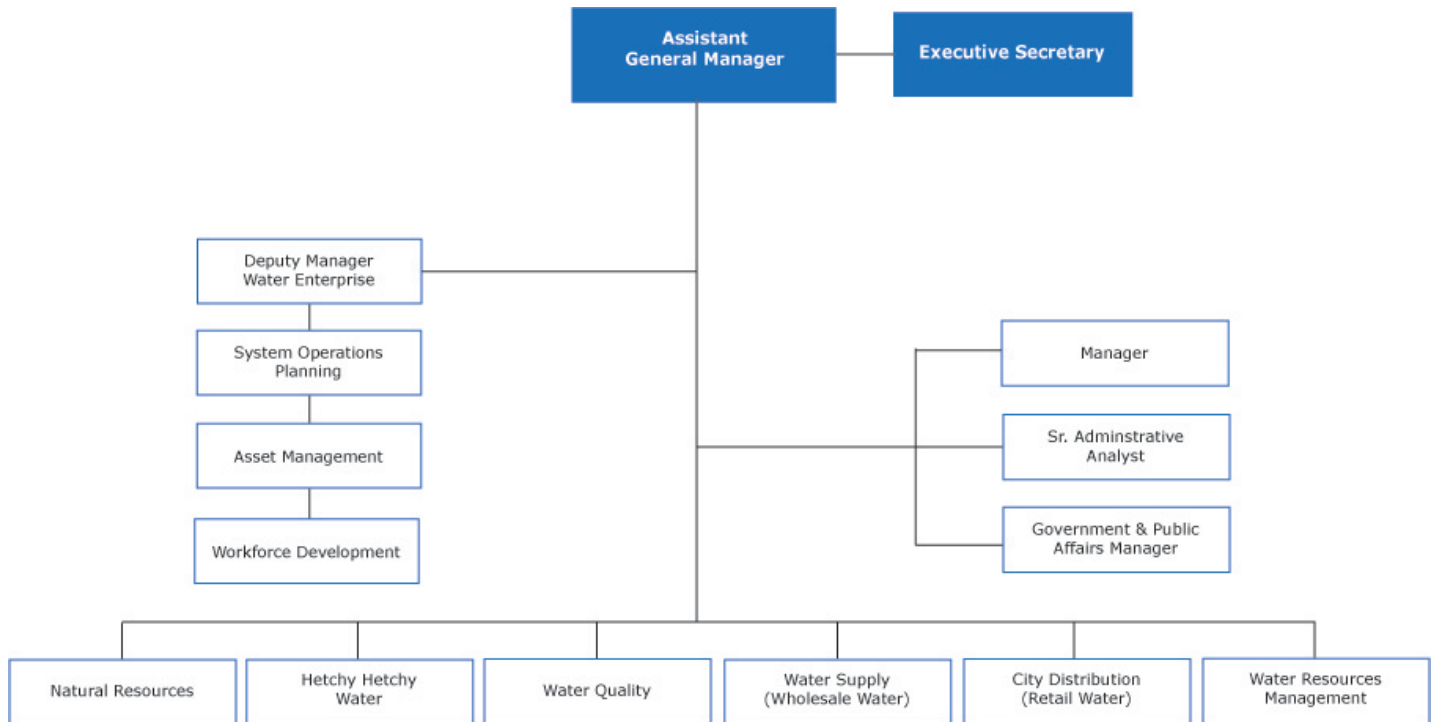 Assistant
General Manager
Executive Secretary
Deputy Manager
Water Enterprise
System Operations
Planning
Manager
Asset Management
Sr. Adminstrative
Analyst
Workforce Development
Government & Public
Affairs Manager
Natural Resources
Hetchy Hetchy
Water
Water Quality
Water Supply
(Wholesale Water)
City Distribution
(Retail Water)
Water Resources
Management